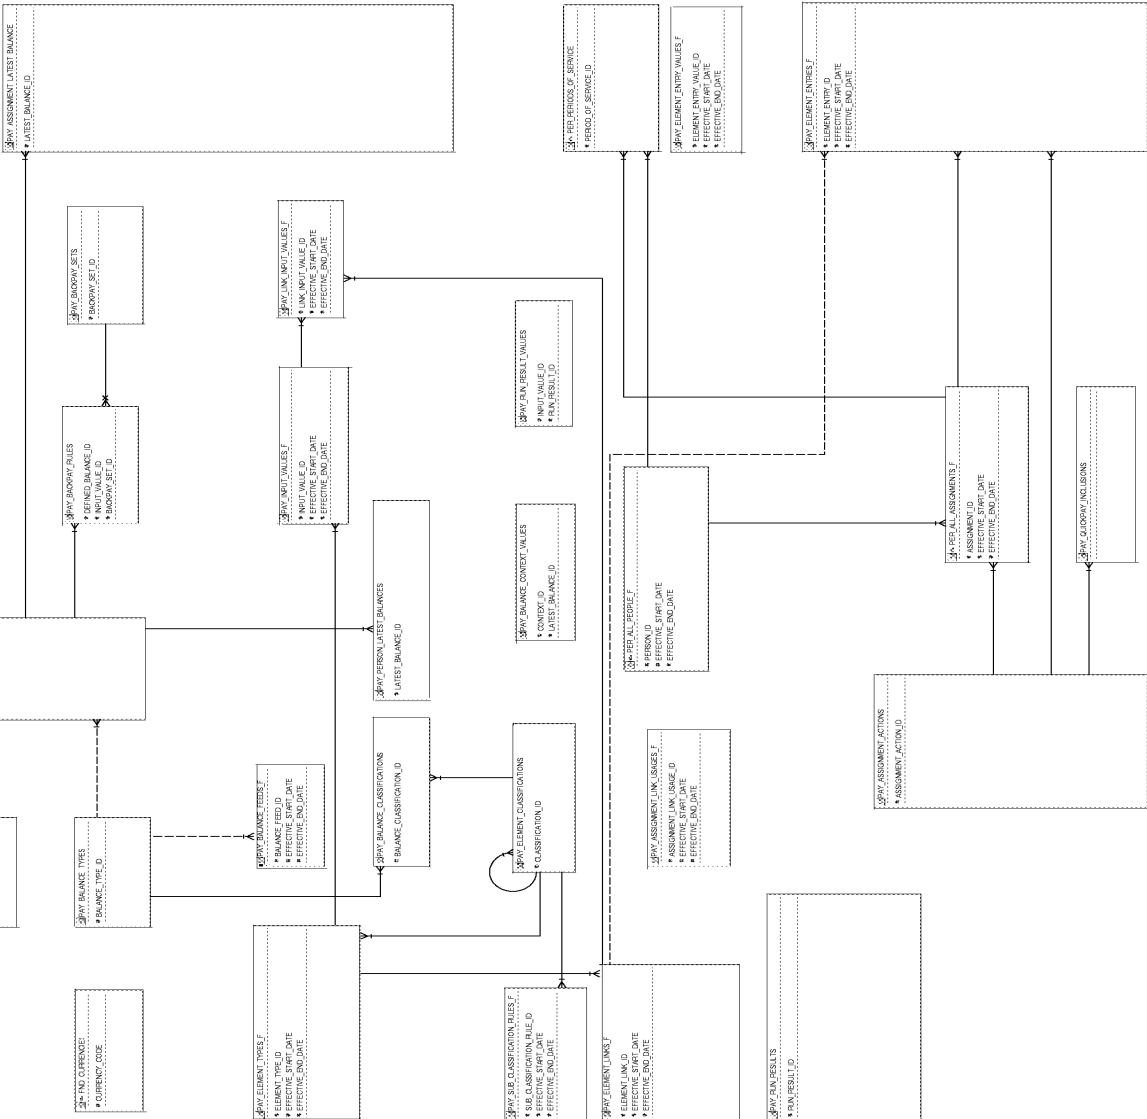 PAY_ASSIGNMENT LATEST BALANCE
# LATEST_BALANCE_ID
PER_PERIODS_OF_SERVICE
# PERIOD_OF_SERVICE_ID
PAY_ELEMENT_ENTRY_VALUES_F
# ELEMENT_ENTRY_VALUE_ID
# EFFECTIVE_START_DATE
# EFFECTIVE_END_DATE
PAY_ELEMENT_ENTRIES_F
# ELEMENT_ENTRY_ID
# EFFECTIVE_START_DATE
# EFFECTIVE_END_DATE
PAY_BACKPAY_SETS
# BACKPAY_SET_ID
PAY_LINK_INPUT_VALUES_F
# LINK_INPUT_VALUE_ID
# EFFECTIVE_START_DATE
# EFFECTIVE_END_DATE
PAY_RUN_RESULT_VALUES
# INPUT_VALUE_ID
# RUN_RESULT_ID
PAY_BACKPAY_RULES
# DEFINED_BALANCE_ID
# INPUT_VALUE_ID
# BACKPAY_SET_ID
PAY_INPUT_VALUES_F
# INPUT_VALUE_ID
# EFFECTIVE_START_DATE
# EFFECTIVE_END_DATE
PER_ALL_ASSIGNMENTS_F
# ASSIGNMENT_ID
# EFFECTIVE_START_DATE
# EFFECTIVE_END_DATE
PAY_QUICKPAY_INCLUSIONS
PAY_PERSON_LATEST_BALANCES
# LATEST_BALANCE_ID
PAY_BALANCE_CONTEXT_VALUES
# CONTEXT_ID
# LATEST_BALANCE_ID
PER_ALL_PEOPLE_F
# PERSON_ID
# EFFECTIVE_START_DATE
# EFFECTIVE_END_DATE
PAY_ASSIGNMENT_ACTIONS
# ASSIGNMENT_ACTION_ID
PAY_BALANCE_TYPES
# BALANCE_TYPE_ID
PAY_BALANCE_FEEDS_F
# BALANCE_FEED_ID
# EFFECTIVE_START_DATE
# EFFECTIVE_END_DATE
PAY_BALANCE_CLASSIFICATIONS
# BALANCE_CLASSIFICATION_ID
PAY_ELEMENT_CLASSIFICATIONS
# CLASSIFICATION_ID
PAY_ASSIGNMENT_LINK_USAGES_F
# ASSIGNMENT_LINK_USAGE_ID
# EFFECTIVE_START_DATE
# EFFECTIVE_END_DATE
FND_CURRENCIES
# CURRENCY_CODE
PAY_ELEMENT_TYPES_F
# ELEMENT_TYPE_ID
# EFFECTIVE_START_DATE
# EFFECTIVE_END_DATE
PAY_SUB_CLASSIFICATION_RULES_F
# SUB_CLASSIFICATION_RULE_ID
# EFFECTIVE_START_DATE
# EFFECTIVE_END_DATE
PAY_ELEMENT_LINKS_F
# ELEMENT_LINK_ID
# EFFECTIVE_START_DATE
# EFFECTIVE_END_DATE
PAY_RUN_RESULTS
# RUN_RESULT_ID